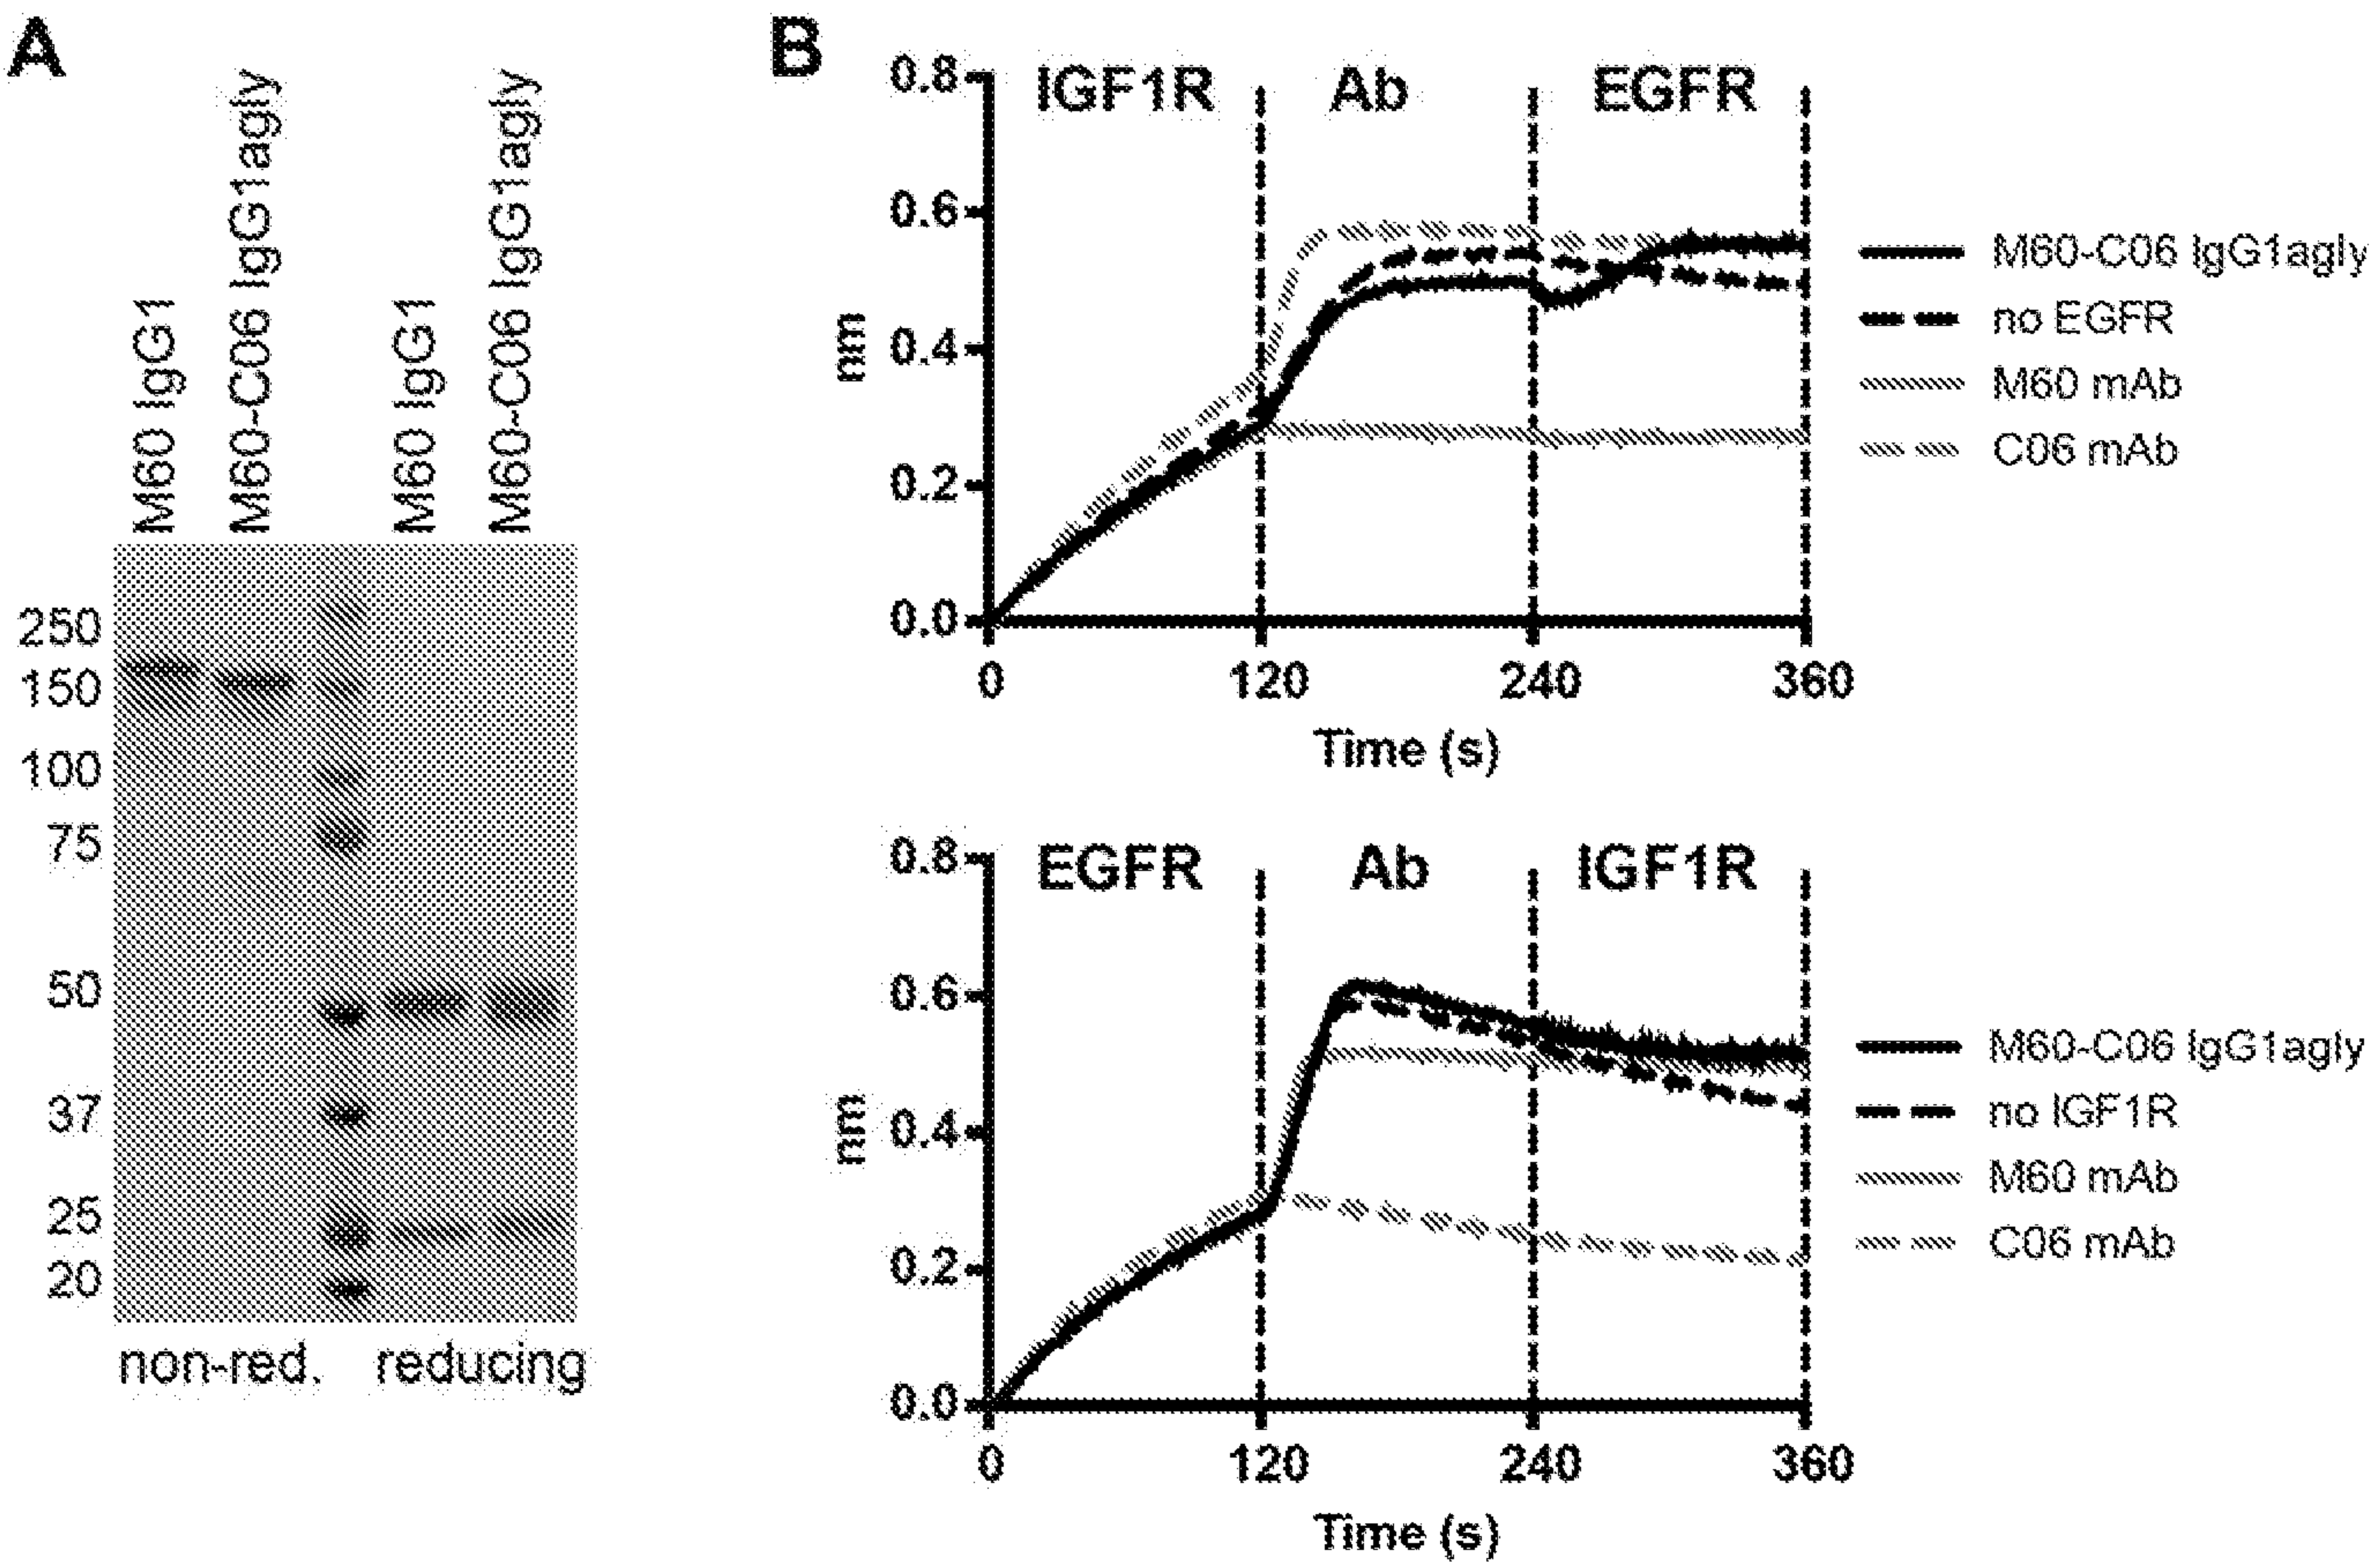 A
M60 IgG1
M60-C06 IgG1agly
M60 IgG1
M60-C06 IgG1agly
250
150
100
75
50
37
25
20
non-red.
reducing
B
IGF1R Ab EGFR
0.8
0.6
0.4
0.2
0.0
nm
0 120 240 360
Time (s)
M60-C06 IgG1agly
no EGFR
M60 mAb
C06 mAb
EGFR Ab IGF1R
0.8
0.6
0.4
0.2
0.0
nm
0 120 240 360
Time (s)
M60-C06 IgG1agly
no IGF1R
M60 mAb
C06 mAb